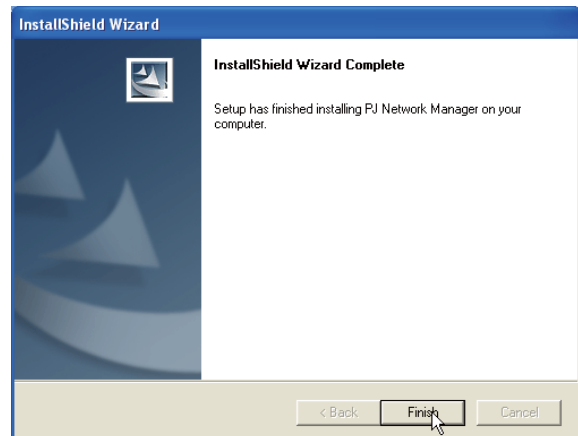 InstallShield Wizard
InstallShield Wizard Complete
Setup has finished installing PJ Network Manager on your
computer.
< Back
Finish
Cancel